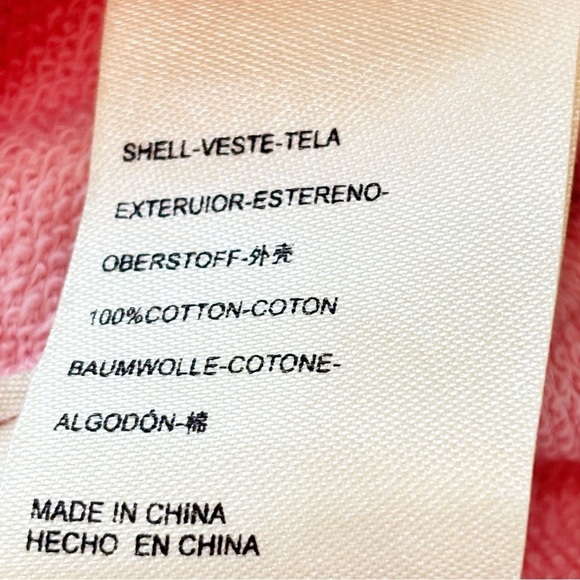 SHELL-VESTE-TELA
EXTERUIOR-ESTERENO-
OBERSTOFF-外壳
100%COTTON-COTON
BAUMWOLLE-COTONE-
ALGODÓN-棉
MADE IN CHINA
HECHO EN CHINA